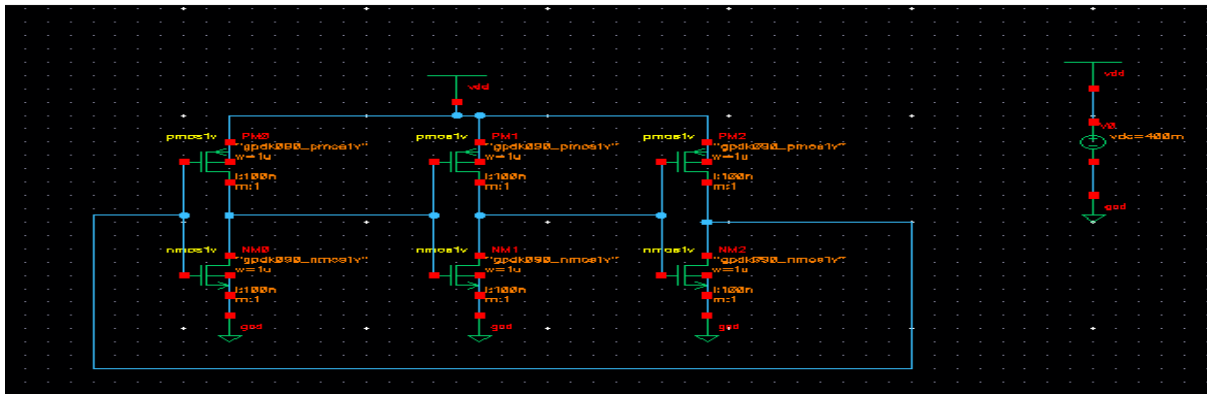 vdd
vdd
pmos1v
PM0
"gpdk090_pmos1v"
w=1u
l:100n
m:1
pmos1v
PM1
"gpdk090_pmos1v"
w=1u
l:100n
m:1
pmos1v
PM2
"gpdk090_pmos1v"
w=1u
l:100n
m:1
V0
vdc=400m
gnd
nmos1v
NM0
"gpdk090_nmos1v"
w=1u
l:100n
m:1
gnd
nmos1v
NM1
"gpdk090_nmos1v"
w=1u
l:100n
m:1
gnd
nmos1v
NM2
"gpdk090_nmos1v"
w=1u
l:100n
m:1
gnd